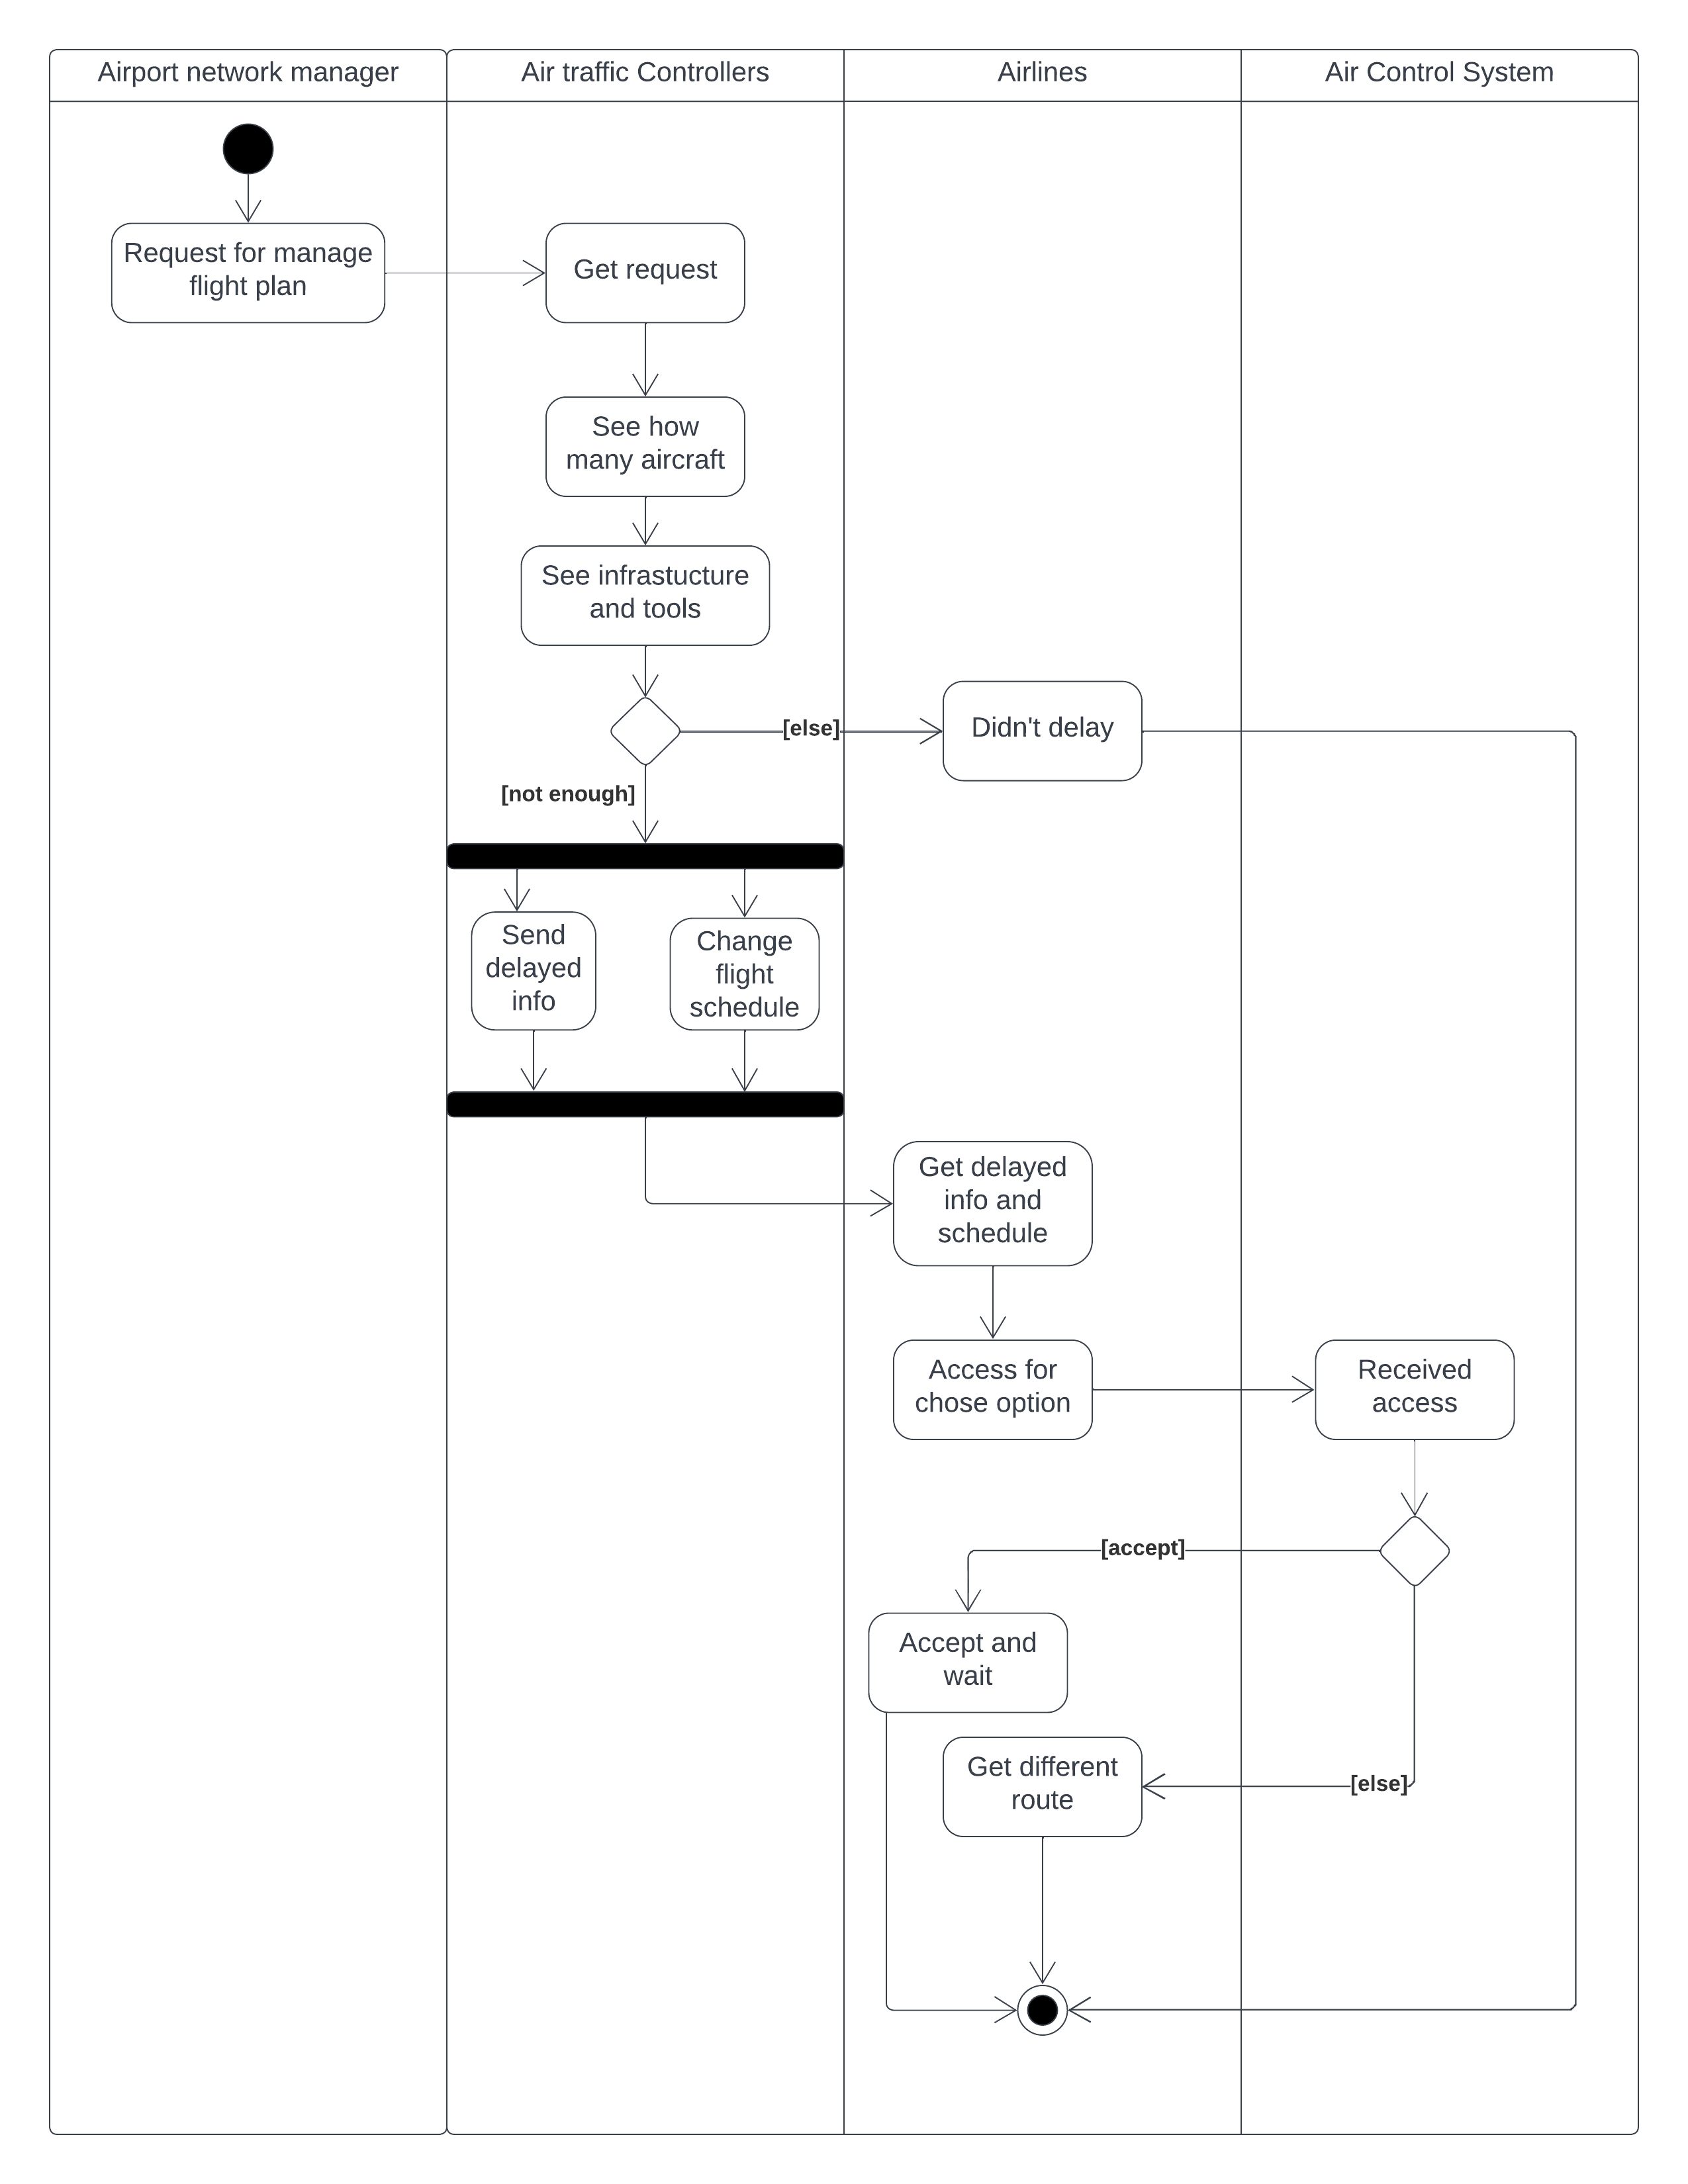 Airport network manager
Air traffic Controllers
Airlines
Air Control System
Request for manage
flight plan
Get request
See how
many aircraft
See infrastucture
and tools
[else]
Didn't delay
[not enough]
Send
delayed
info
Change
flight
schedule
Get delayed
info and
schedule
Access for
chose option
Received
access
[accept]
Accept and
wait
Get different
route
[else]